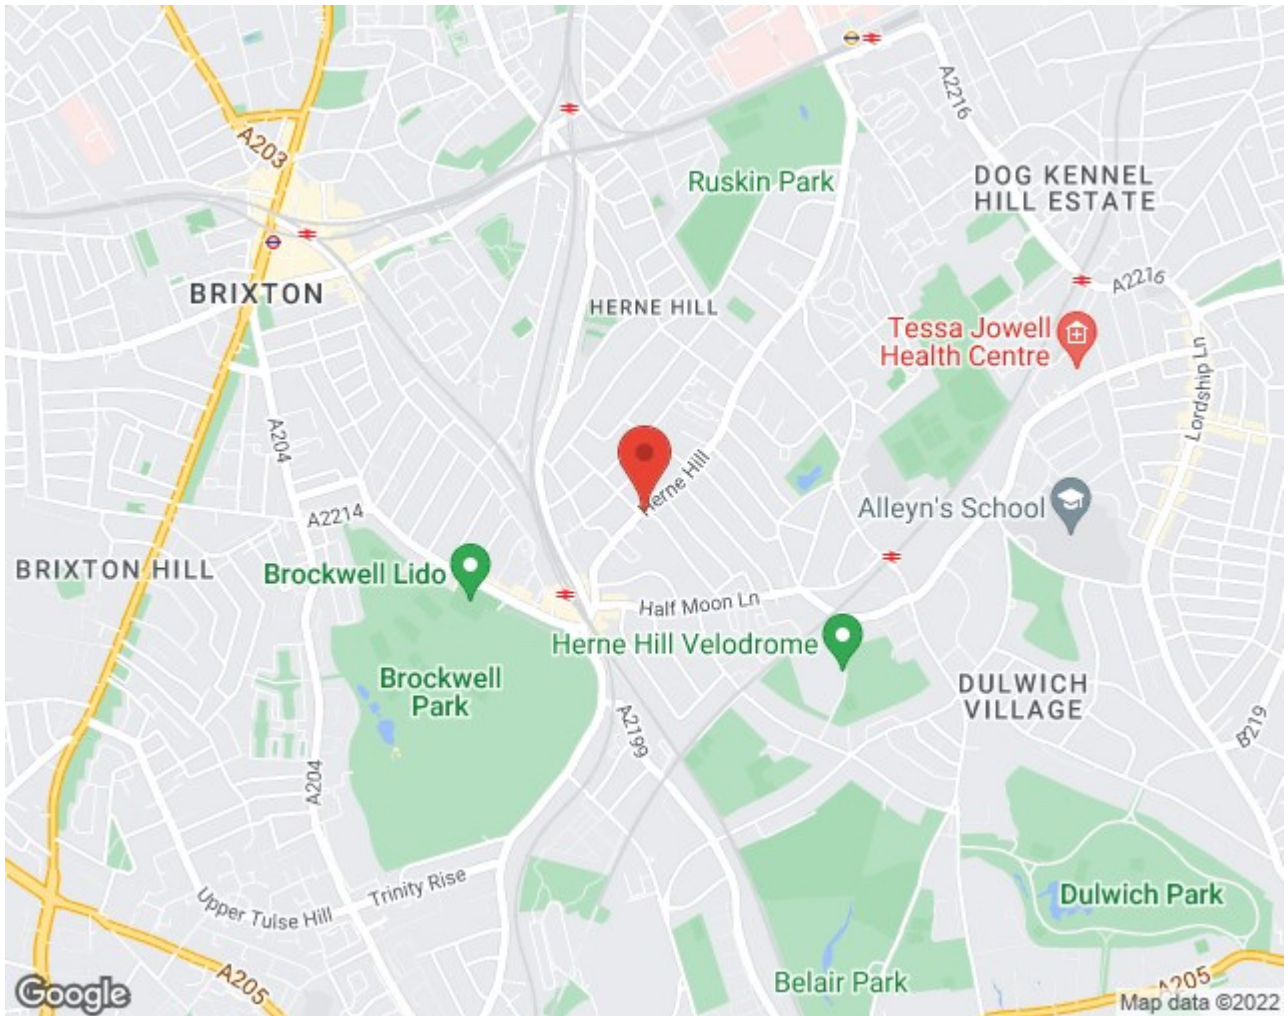 A203
A2216
Ruskin Park
DOG KENNEL
HILL ESTATE
BRIXTON
HERNE HILL
A2216
Tessa Jowell
Health Centre
Lordship Ln
A204
Herne Hill
A2214
Alleyn's School
BRIXTON HILL
Brockwell Lido
Half Moon Ln
Herne Hill Velodrome
Brockwell
Park
DULWICH
VILLAGE
A2199
B219
A204
Trinity Rise
Upper Tulse Hill
Dulwich Park
A205
Belair Park
A205
Google
Map data ©2022